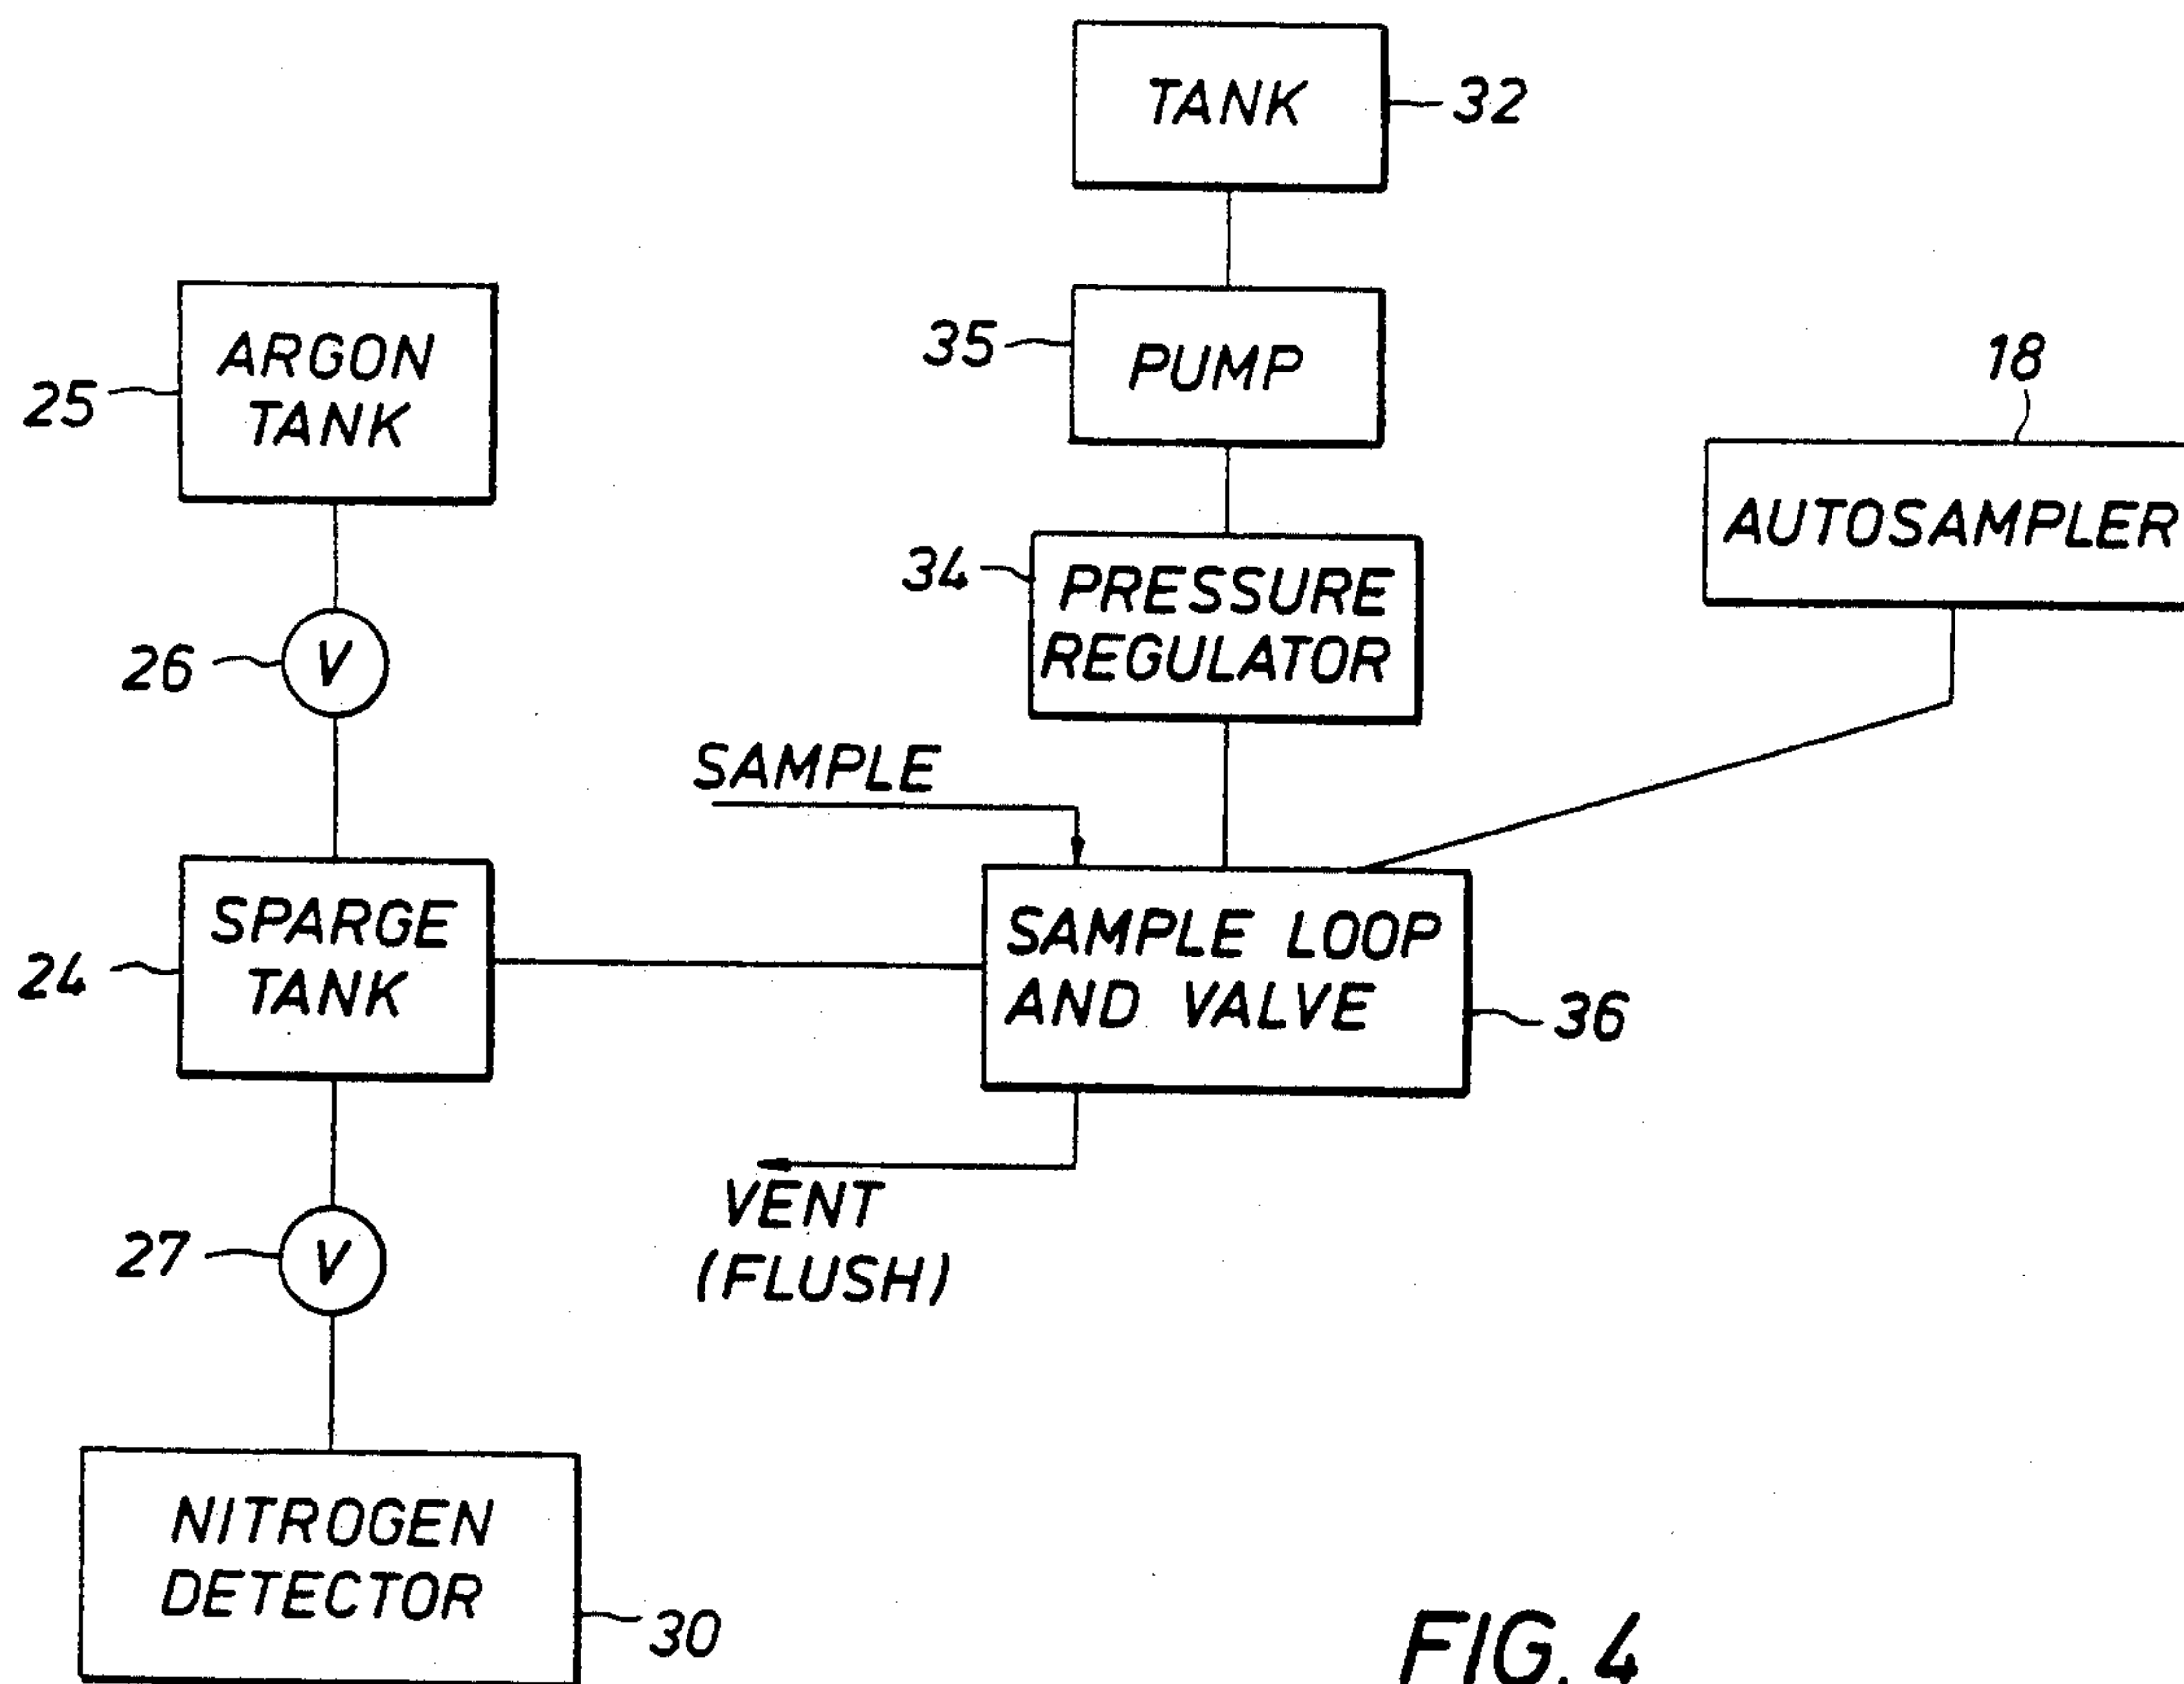 TANK
32
ARGON
TANK
25
35
PUMP
18
AUTOSAMPLER
34
PRESSURE
REGULATOR
26
V
SAMPLE
SPARGE
TANK
24
SAMPLE LOOP
AND VALVE
36
VENT
(FLUSH)
27
V
NITROGEN
DETECTOR
30
FIG. 4